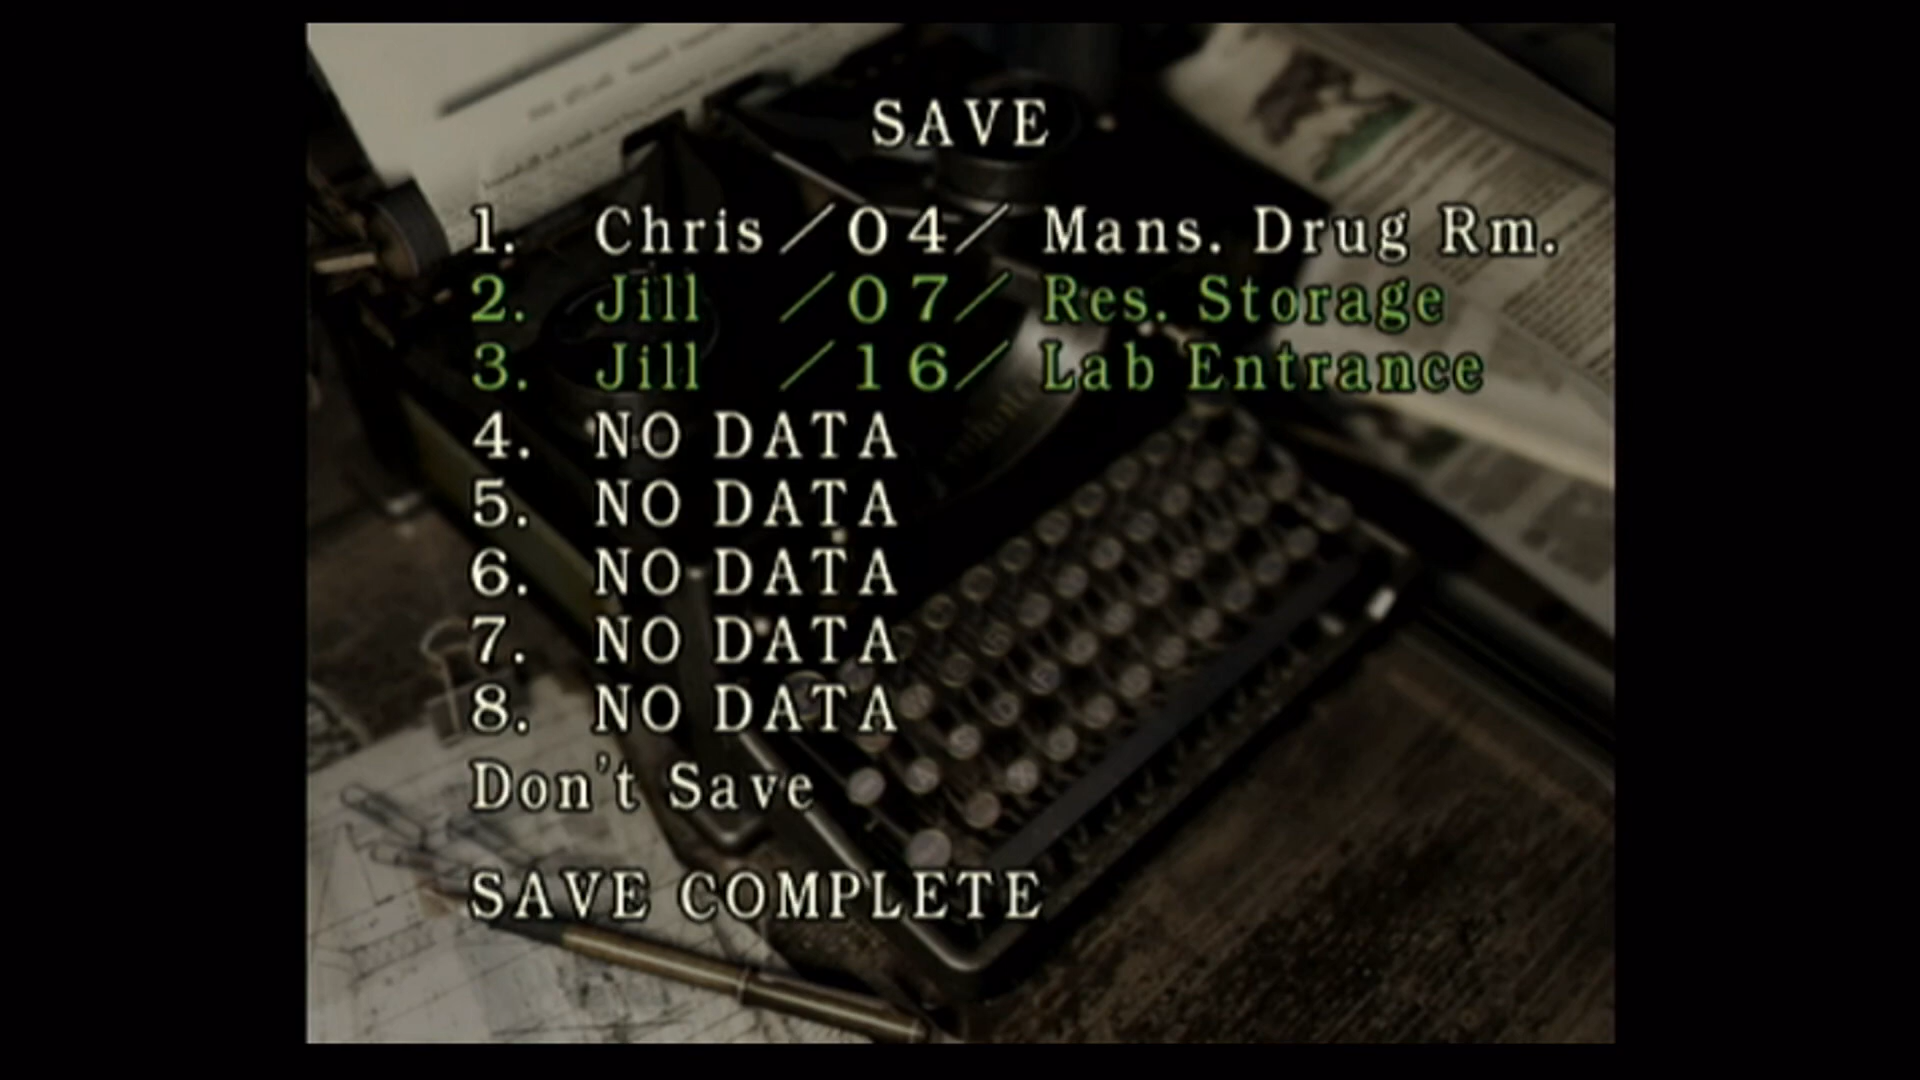 SAVE
1. Chris/04/ Mans. Drug Rm.
2. Jill /07/ Res. Storage
3. Jill /16/ Lab Entrance
4. NO DATA
5. NO DATA
6. NO DATA
7. NO DATA
8. NO DATA
Don't Save
SAVE COMPLETE